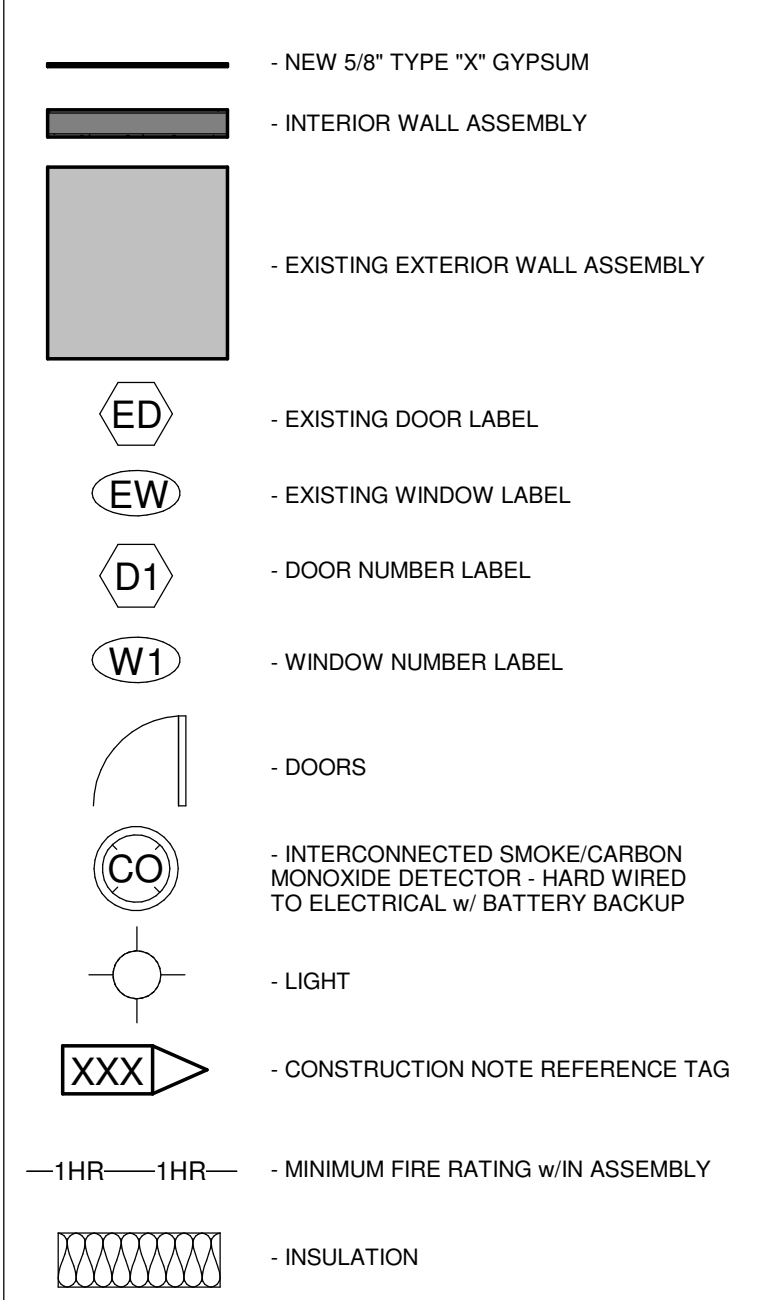 - NEW 5/8" TYPE "X" GYPSUM
- INTERIOR WALL ASSEMBLY
- EXISTING EXTERIOR WALL ASSEMBLY
ED - EXISTING DOOR LABEL
EW - EXISTING WINDOW LABEL
D1 - DOOR NUMBER LABEL
W1 - WINDOW NUMBER LABEL
- DOORS
- INTERCONNECTED SMOKE/CARBON
CO MONOXIDE DETECTOR - HARD WIRED
TO ELECTRICAL w/ BATTERY BACKUP
- LIGHT
XXX - CONSTRUCTION NOTE REFERENCE TAG
1HR 1HR - MINIMUM FIRE RATING w/IN ASSEMBLY
- INSULATION